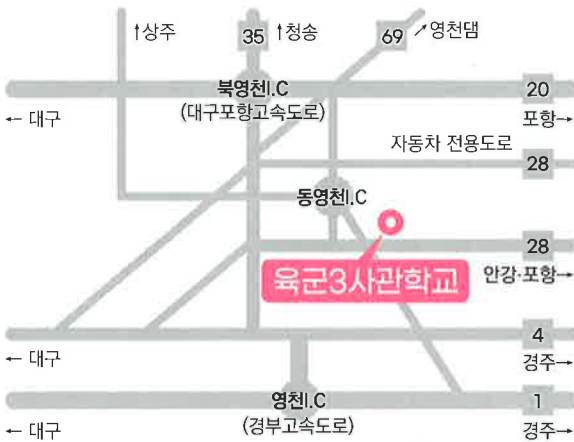 ↑상주
35
↑청송
69
↗영천댐
북영천I.C
(대구포항고속도로)
20
← 대구
포항→
자동차 전용도로
28
동영천I.C
28
육군3사관학교
안강·포항→
4
← 대구
경주→
영천I.C
(경부고속도로)
1
← 대구
경주→